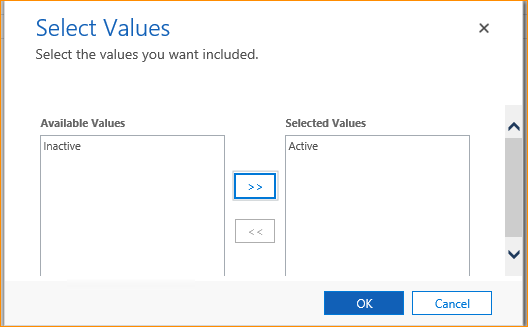 Select Values
Select the values you want included.
Available Values
Selected Values
Inactive
Active
>>
<<
OK
Cancel